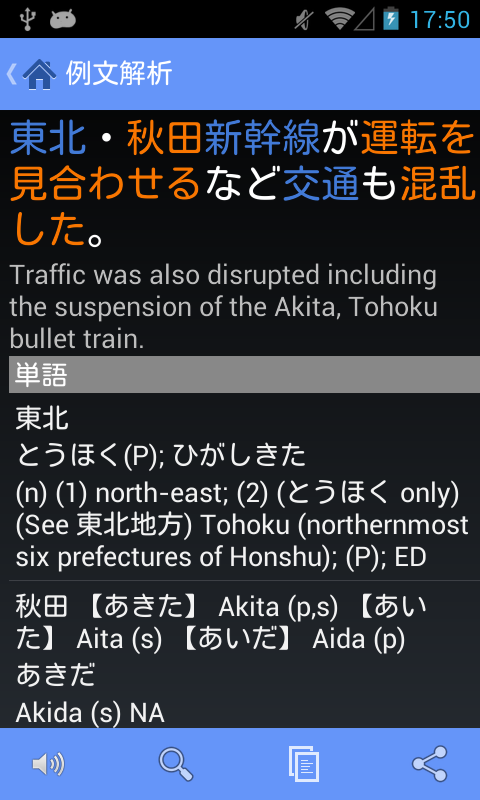 17:50
例文解析
東北・秋田新幹線が運転を
見合わせるなど交通も混乱
した。
Traffic was also disrupted including
the suspension of the Akita, Tohoku
bullet train.
単語
東北
とうほく(P); ひがしきた
(n) (1) north-east; (2) (とうほく only)
(See 東北地方) Tohoku (northernmost
six prefectures of Honshu); (P); ED
秋田 【あきた】 Akita (p,s) 【あい
た】 Aita (s) 【あいだ】 Aida (p)
あきだ
Akida (s) NA